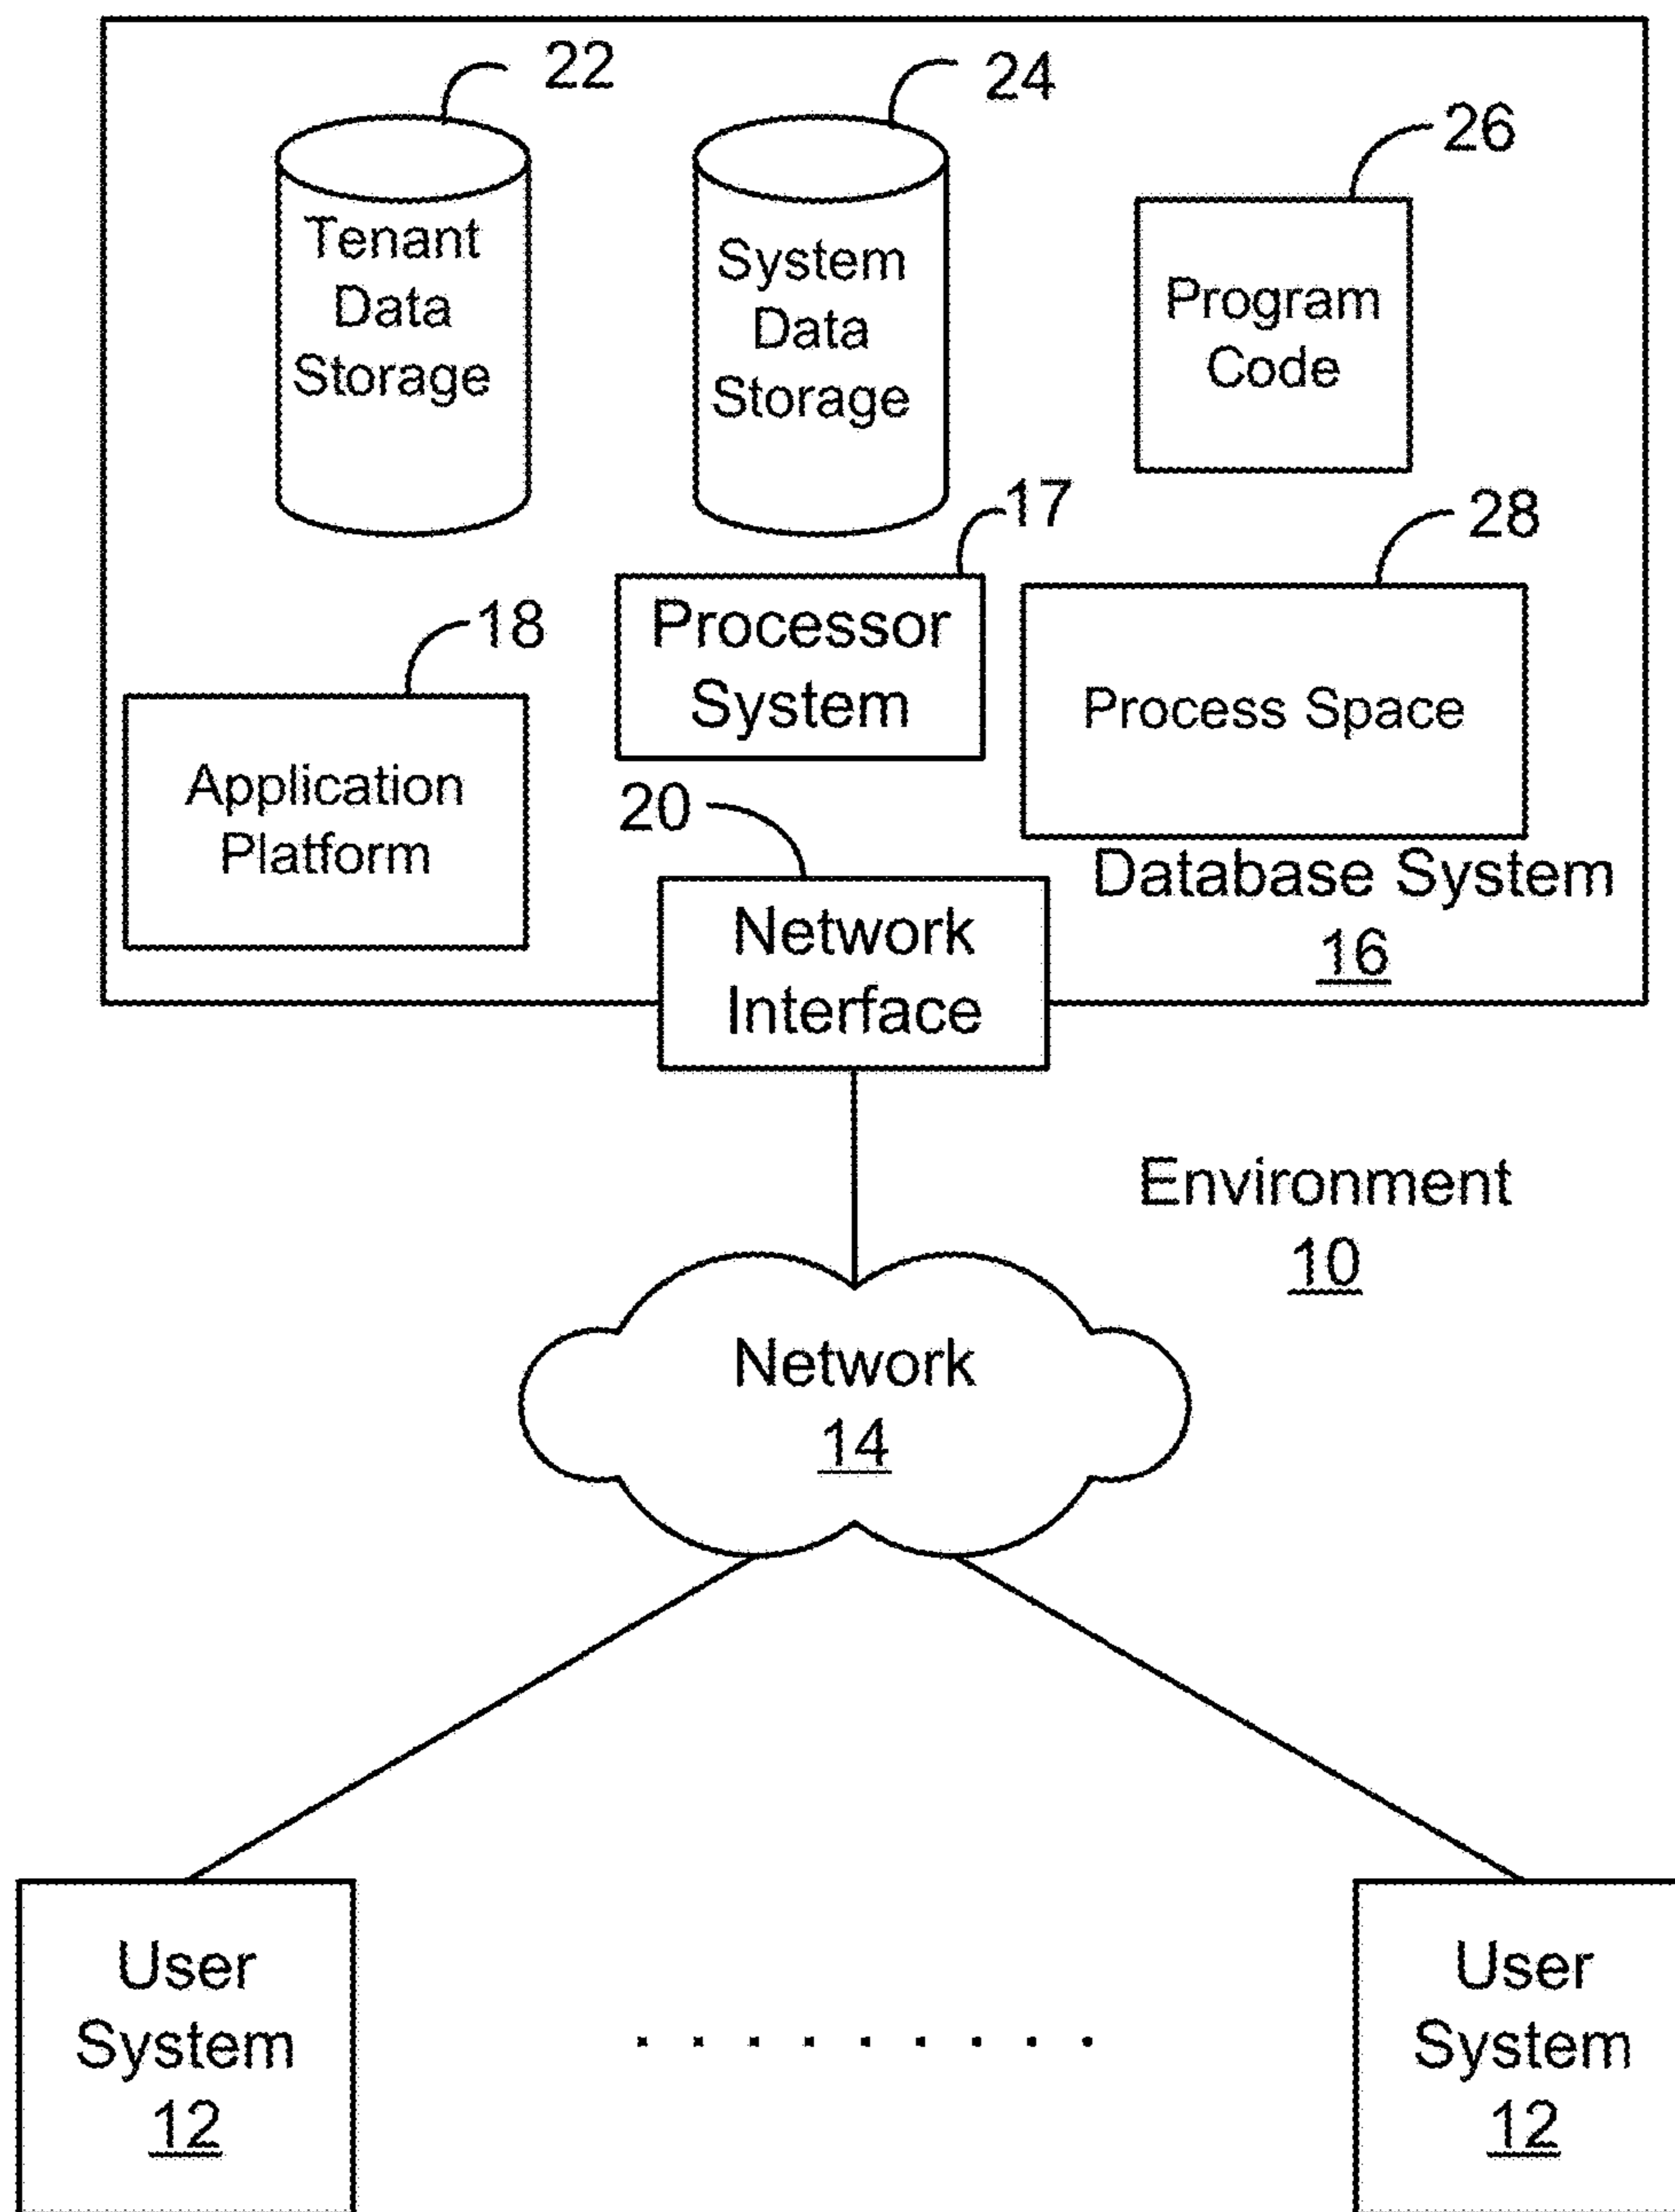 22
24
26
Tenant
Data
Storage
System
Data
Storage
Program
Code
17
28
18
Processor
System
Process Space
Application
Platform
20
Database System
16
Network
Interface
Environment
10
Network
14
User
System
12
User
System
12